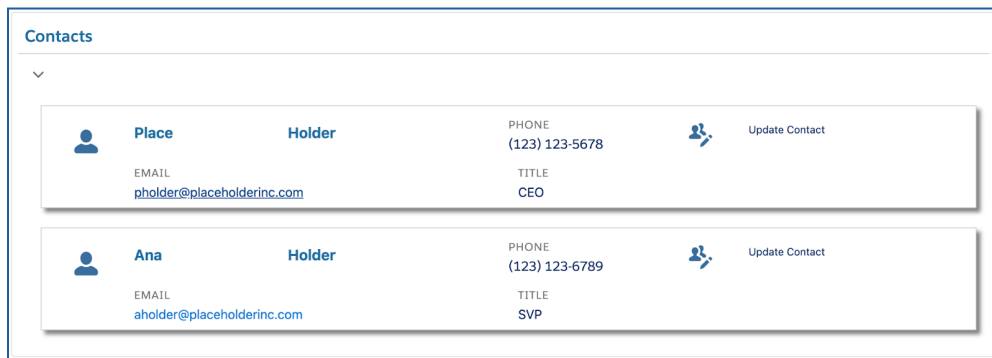 Contacts
Place Holder
PHONE
(123) 123-5678
Update Contact
EMAIL
pholder@placeholderinc.com
TITLE
CEO
Ana Holder
PHONE
(123) 123-6789
Update Contact
EMAIL
aholder@placeholderinc.com
TITLE
SVP